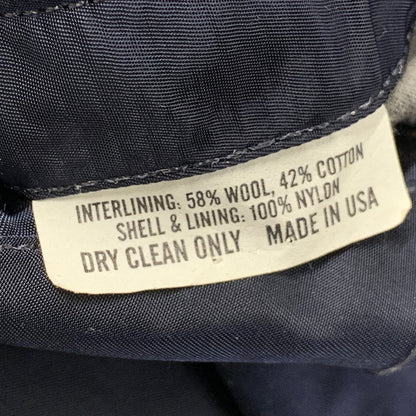 INTERLINING: 58% WOOL, 42% COTTON
SHELL & LINING: 100% NYLON
DRY CLEAN ONLY MADE IN USA